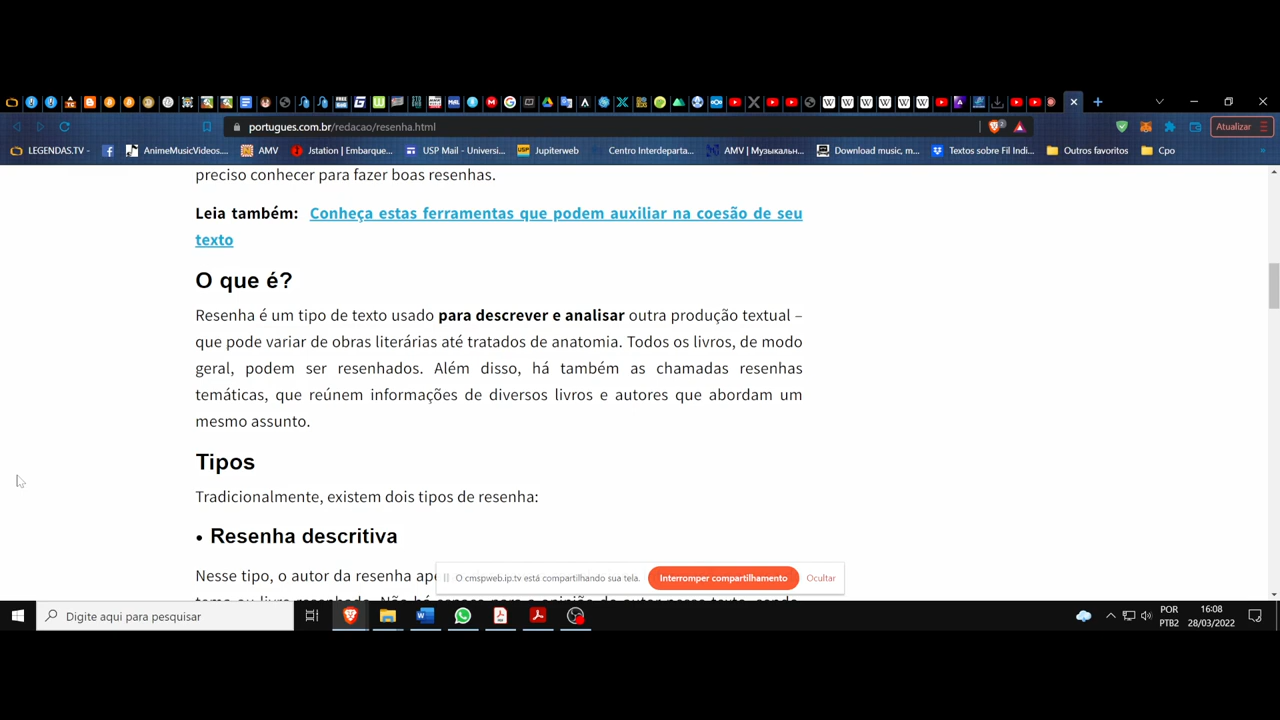 portugues.com.br/redacao/resenha.html
Atualizar
LEGENDAS.TV -
AnimeMusicVideos....
AMV
Jstation | Embarque...
USP Mail - Universi...
Jupiterweb
Centro Interdeparta...
AMV | Музыкальн...
Download music, m...
Textos sobre Fil Indi...
Outros favoritos
Cpo
preciso conhecer para fazer boas resenhas.
Leia também: Conheça estas ferramentas que podem auxiliar na coesão de seu
texto
O que é?
Resenha é um tipo de texto usado para descrever e analisar outra produção textual –
que pode variar de obras literárias até tratados de anatomia. Todos os livros, de modo
geral, podem ser resenhados. Além disso, há também as chamadas resenhas
temáticas, que reúnem informações de diversos livros e autores que abordam um
mesmo assunto.
Tipos
Tradicionalmente, existem dois tipos de resenha:
• Resenha descritiva
Nesse tipo, o autor da resenha
O cmspweb.ip.tv está compartilhando sua tela.
Interromper compartilhamento
Ocultar
Digite aqui para pesquisar
POR
PTB2
16:08
28/03/2022